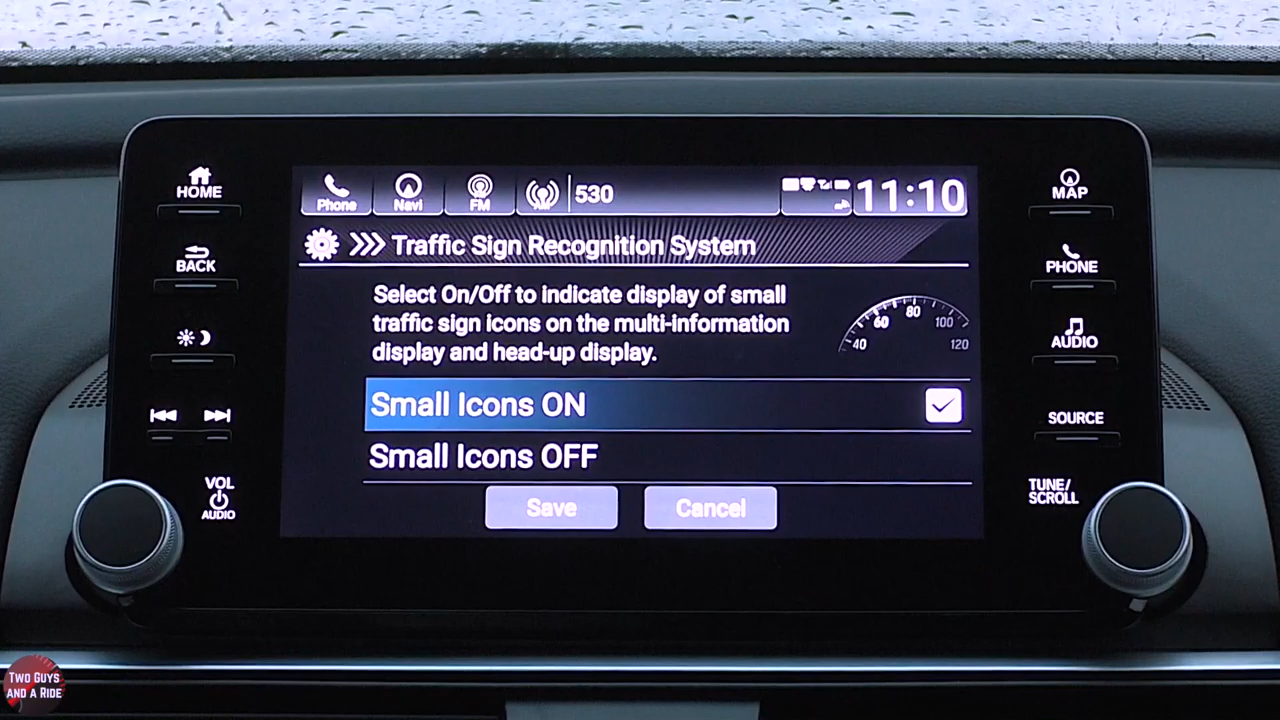 HOME
BACK
VOL
AUDIO
Phone
Navi
FM
530
11:10
Traffic Sign Recognition System
Select On/Off to indicate display of small
traffic sign icons on the multi-information
display and head-up display.
40 60 80 100 120
Small Icons ON
Small Icons OFF
Save Cancel
MAP
PHONE
AUDIO
SOURCE
TUNE/
SCROLL
TWO GUYS
AND A RIDE